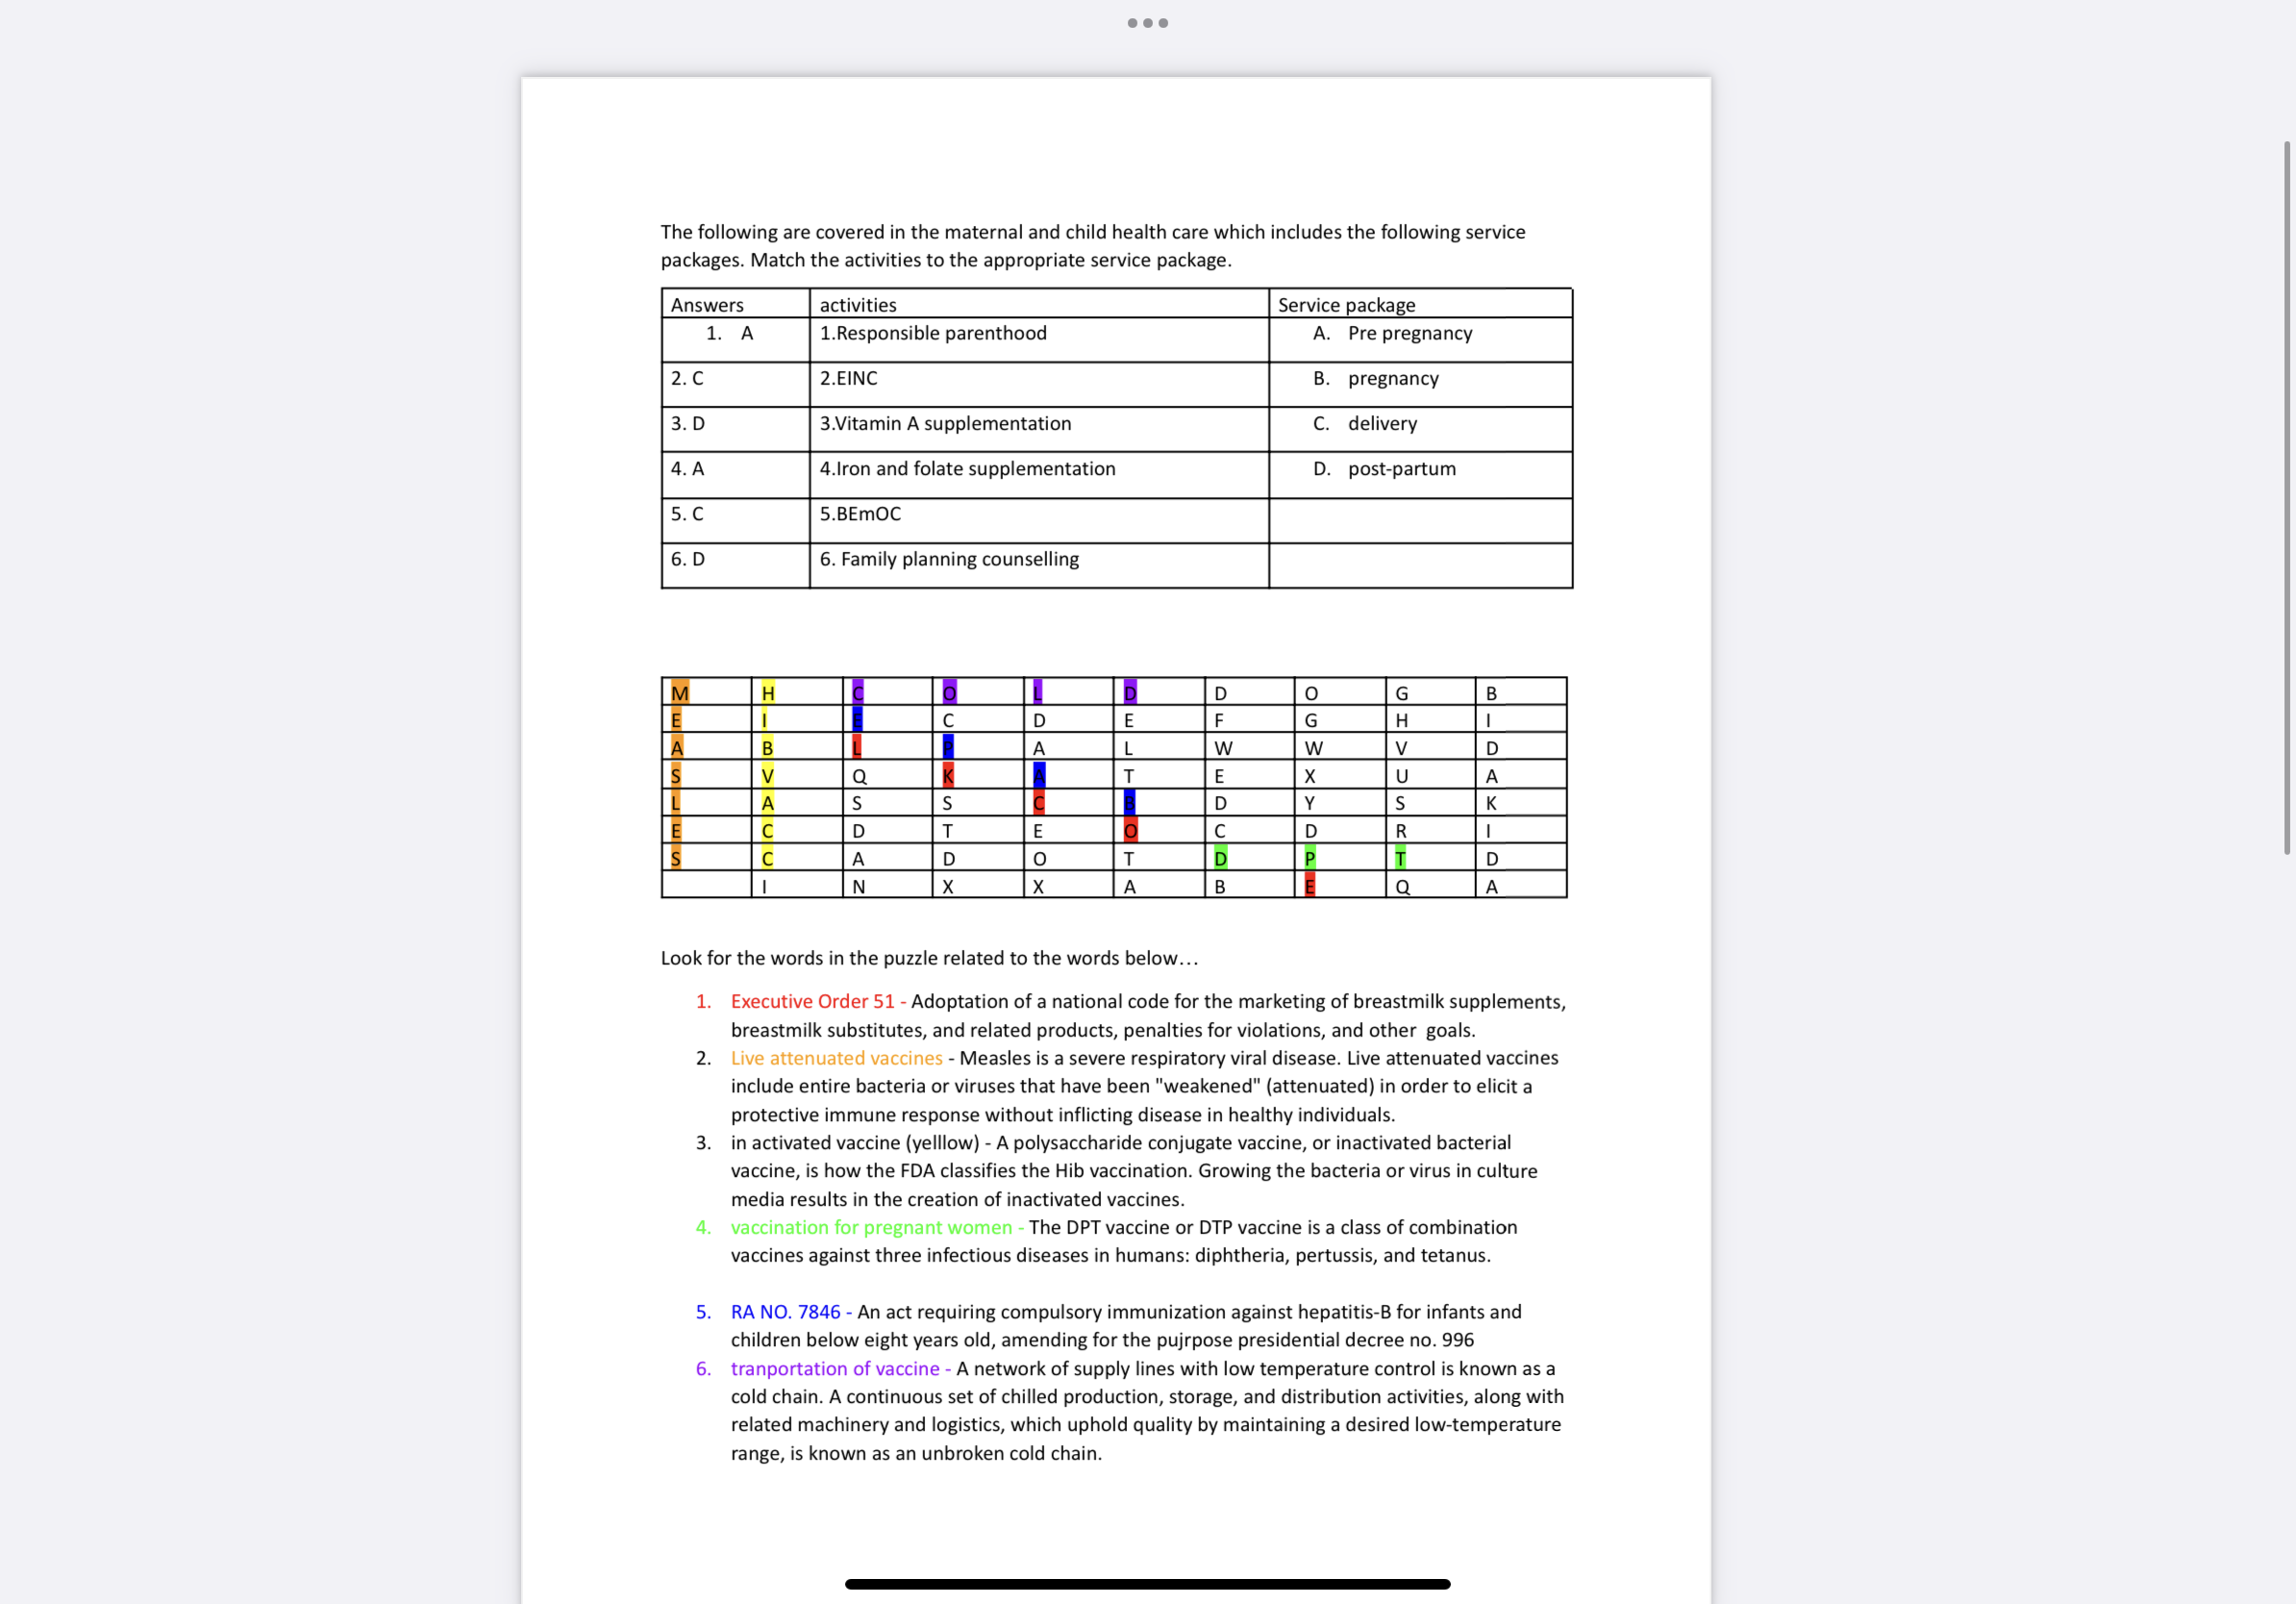 The following are covered in the maternal and child health care which includes the following service
packages. Match the activities to the appropriate service package.
Answers activities Service package
1. A 1.Responsible parenthood A. Pre pregnancy
2. C 2.EINC B. pregnancy
3. D 3.Vitamin A supplementation C. delivery
4. A 4.Iron and folate supplementation D. post-partum
5. C 5.BEmOC
6. D 6. Family planning counselling
M H C O L D D O G B
E I E C D E F G H I
A B L P A L W W V D
S V Q K A T E X U A
L A S S C B D Y S K
E C D T E O C D R I
S C A D O T D P T D
I N X X A B E Q A
Look for the words in the puzzle related to the words below...
1. Executive Order 51 - Adoptation of a national code for the marketing of breastmilk supplements,
breastmilk substitutes, and related products, penalties for violations, and other goals.
2. Live attenuated vaccines - Measles is a severe respiratory viral disease. Live attenuated vaccines
include entire bacteria or viruses that have been "weakened" (attenuated) in order to elicit a
protective immune response without inflicting disease in healthy individuals.
3. in activated vaccine (yelllow) - A polysaccharide conjugate vaccine, or inactivated bacterial
vaccine, is how the FDA classifies the Hib vaccination. Growing the bacteria or virus in culture
media results in the creation of inactivated vaccines.
4. vaccination for pregnant women - The DPT vaccine or DTP vaccine is a class of combination
vaccines against three infectious diseases in humans: diphtheria, pertussis, and tetanus.
5. RA NO. 7846 - An act requiring compulsory immunization against hepatitis-B for infants and
children below eight years old, amending for the pujrpose presidential decree no. 996
6. tranportation of vaccine - A network of supply lines with low temperature control is known as a
cold chain. A continuous set of chilled production, storage, and distribution activities, along with
related machinery and logistics, which uphold quality by maintaining a desired low-temperature
range, is known as an unbroken cold chain.